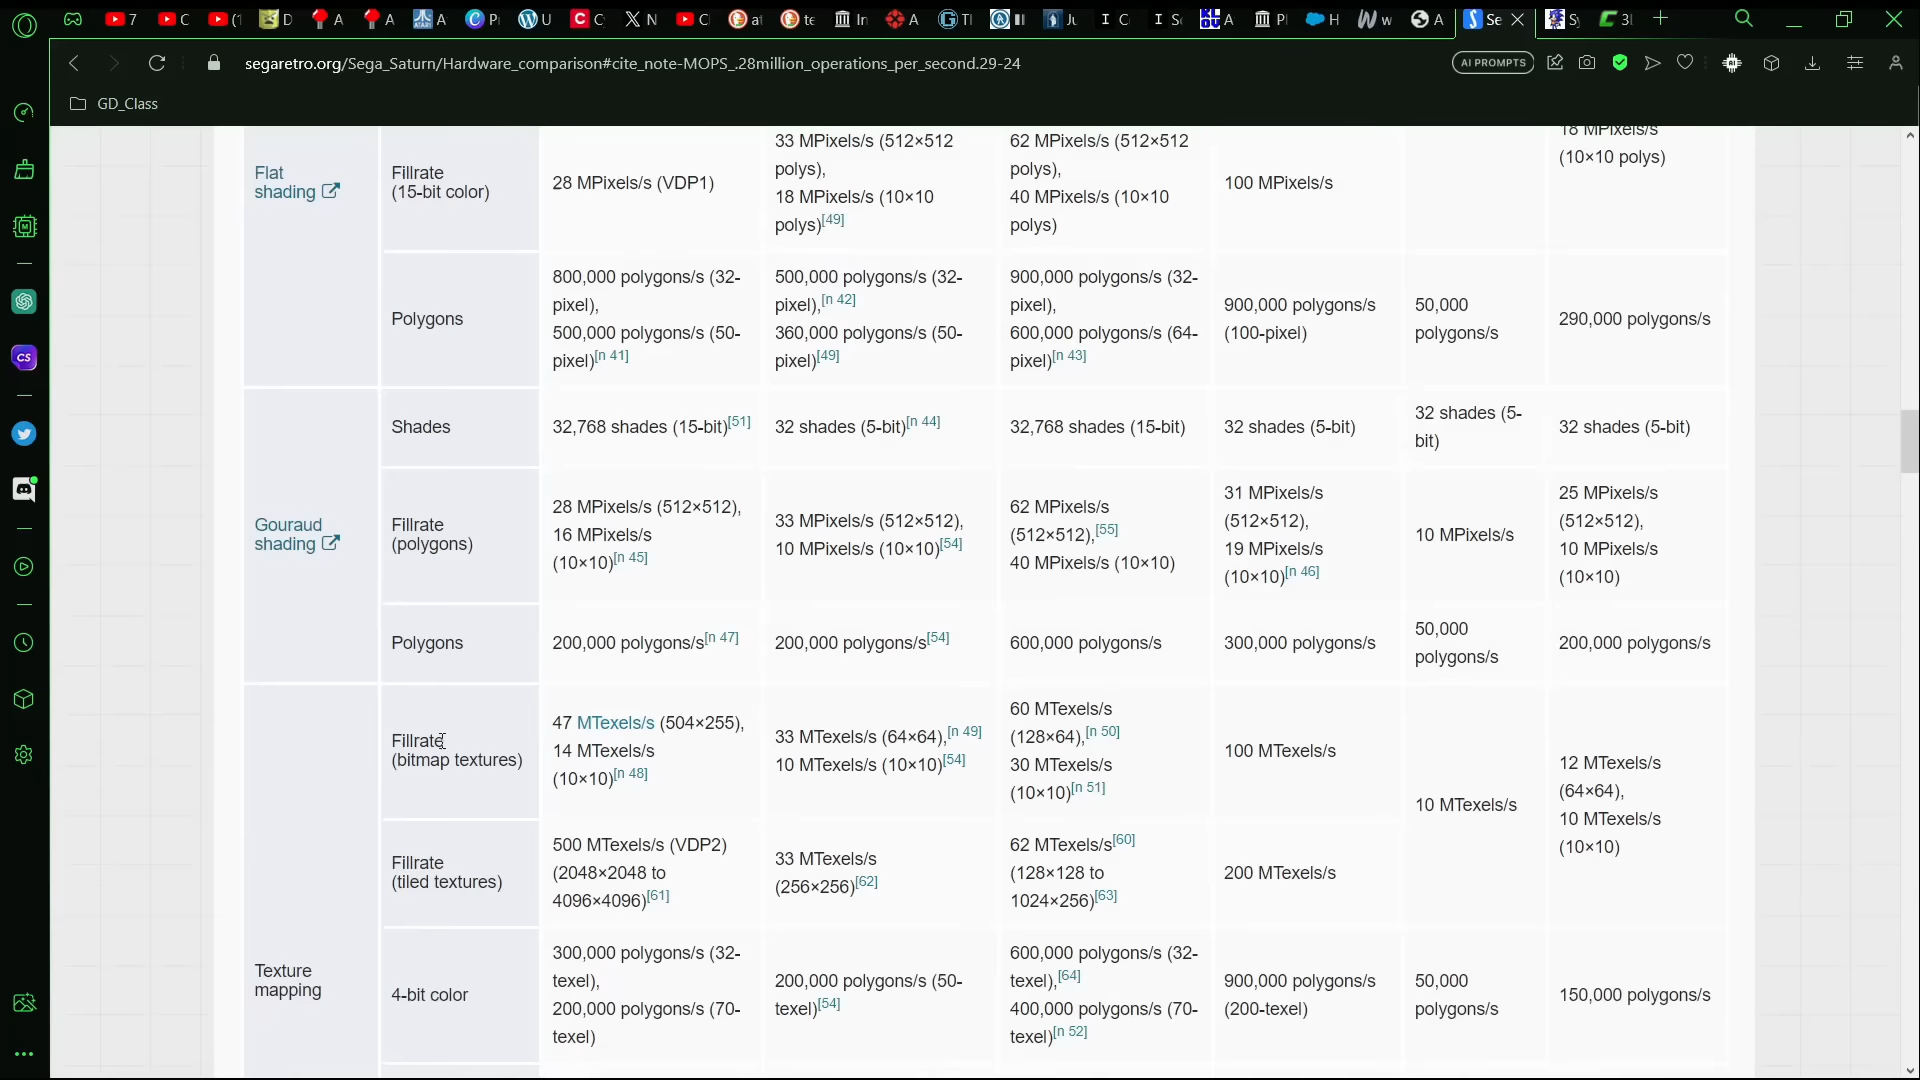 7
C
(1
D
A
A
A
P
U
C
N
C
a
te
Ir
A
Tl
Jı
C
S
A
P
H
w
A
Se
Sy
3
segaretro.org/Sega_Saturn/Hardware_comparison#cite_note-MOPS_.28million_operations_per_second.29-24
AI PROMPTS
GD_Class
Flat
shading
Fillrate
(15-bit color)
28 MPixels/s (VDP1)
33 MPixels/s (512×512
polys),
18 MPixels/s (10×10
polys)[49]
62 MPixels/s (512×512
polys),
40 MPixels/s (10×10
polys)
100 MPixels/s
18 MPixels/s
(10×10 polys)
Polygons
800,000 polygons/s (32-
pixel),
500,000 polygons/s (50-
pixel)[n 41]
500,000 polygons/s (32-
pixel),[n 42]
360,000 polygons/s (50-
pixel)[49]
900,000 polygons/s (32-
pixel),
600,000 polygons/s (64-
pixel)[n 43]
900,000 polygons/s
(100-pixel)
50,000
polygons/s
290,000 polygons/s
Gouraud
shading
Shades
32,768 shades (15-bit)[51]
32 shades (5-bit)[n 44]
32,768 shades (15-bit)
32 shades (5-bit)
32 shades (5-
bit)
32 shades (5-bit)
Fillrate
(polygons)
28 MPixels/s (512×512),
16 MPixels/s
(10×10)[n 45]
33 MPixels/s (512×512),
10 MPixels/s (10×10)[54]
62 MPixels/s
(512×512),[55]
40 MPixels/s (10×10)
31 MPixels/s
(512×512),
19 MPixels/s
(10×10)[n 46]
10 MPixels/s
25 MPixels/s
(512×512),
10 MPixels/s
(10×10)
Polygons
200,000 polygons/s[n 47]
200,000 polygons/s[54]
600,000 polygons/s
300,000 polygons/s
50,000
polygons/s
200,000 polygons/s
Texture
mapping
Fillrate
(bitmap textures)
47 MTexels/s (504×255),
14 MTexels/s
(10×10)[n 48]
33 MTexels/s (64×64),[n 49]
10 MTexels/s (10×10)[54]
60 MTexels/s
(128×64),[n 50]
30 MTexels/s
(10×10)[n 51]
100 MTexels/s
10 MTexels/s
12 MTexels/s
(64×64),
10 MTexels/s
(10×10)
Fillrate
(tiled textures)
500 MTexels/s (VDP2)
(2048×2048 to
4096×4096)[61]
33 MTexels/s
(256×256)[62]
62 MTexels/s[60]
(128×128 to
1024×256)[63]
200 MTexels/s
4-bit color
300,000 polygons/s (32-
texel),
200,000 polygons/s (70-
texel)
200,000 polygons/s (50-
texel)[54]
600,000 polygons/s (32-
texel),[64]
400,000 polygons/s (70-
texel)[n 52]
900,000 polygons/s
(200-texel)
50,000
polygons/s
150,000 polygons/s